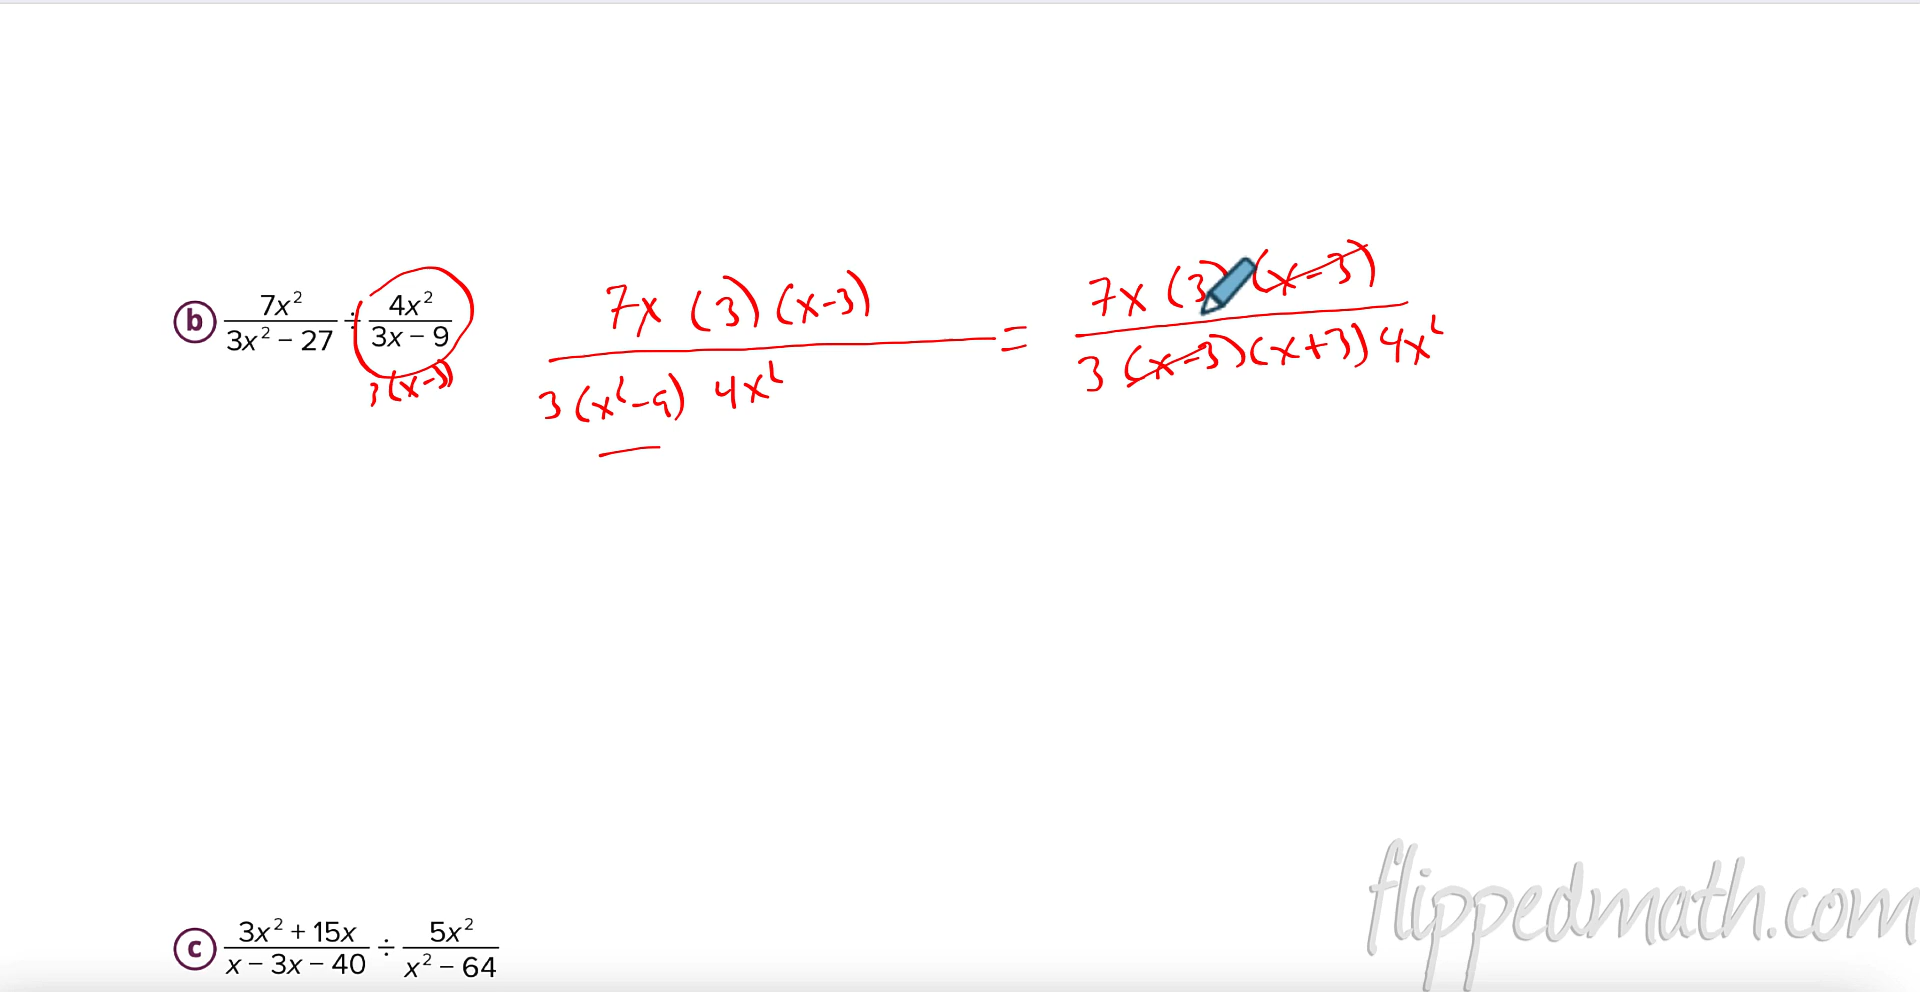 b 7x² / 3x² − 27 ÷ 4x² / 3x − 9
3(x-3)
7x (3) (x-3) / 3(x²-9) 4x² = 7x (3) (x-3) / 3(x-3)(x+3) 4x²
c 3x² + 15x / x − 3x − 40 ÷ 5x² / x² − 64
flippedmath.com